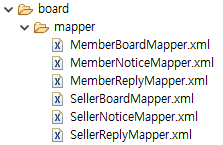 board
mapper
MemberBoardMapper.xml
MemberNoticeMapper.xml
MemberReplyMapper.xml
SellerBoardMapper.xml
SellerNoticeMapper.xml
SellerReplyMapper.xml